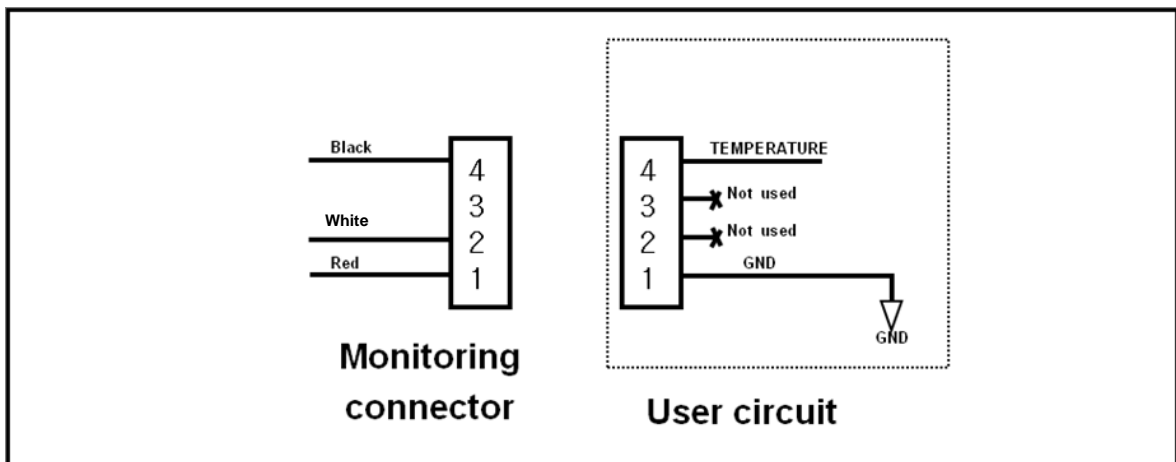 Black
White
Red
4
3
2
1
Monitoring
connector
4
3
2
1
TEMPERATURE
Not used
Not used
GND
GND
User circuit